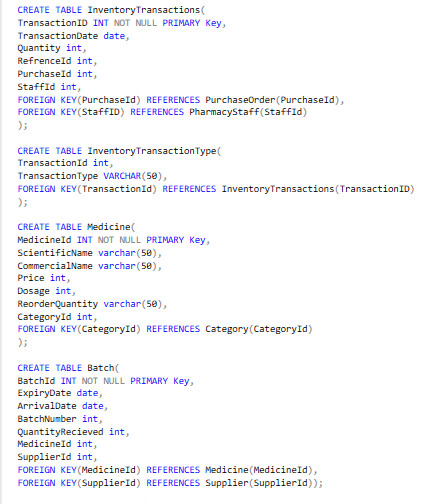 CREATE TABLE InventoryTransactions(
TransactionID INT NOT NULL PRIMARY Key,
TransactionDate date,
Quantity int,
RefrenceId int,
PurchaseId int,
StaffId int,
FOREIGN KEY(PurchaseId) REFERENCES PurchaseOrder(PurchaseId),
FOREIGN KEY(StaffID) REFERENCES PharmacyStaff(StaffId)
);
CREATE TABLE InventoryTransactionType(
TransactionId int,
TransactionType VARCHAR(50),
FOREIGN KEY(TransactionId) REFERENCES InventoryTransactions(TransactionID)
);
CREATE TABLE Medicine(
MedicineId INT NOT NULL PRIMARY Key,
ScientificName varchar(50),
CommercialName varchar(50),
Price int,
Dosage int,
ReorderQuantity varchar(50),
CategoryId int,
FOREIGN KEY(CategoryId) REFERENCES Category(CategoryId)
);
CREATE TABLE Batch(
BatchId INT NOT NULL PRIMARY Key,
ExpiryDate date,
ArrivalDate date,
BatchNumber int,
QuantityRecieved int,
MedicineId int,
SupplierId int,
FOREIGN KEY(MedicineId) REFERENCES Medicine(MedicineId),
FOREIGN KEY(SupplierId) REFERENCES Supplier(SupplierId));